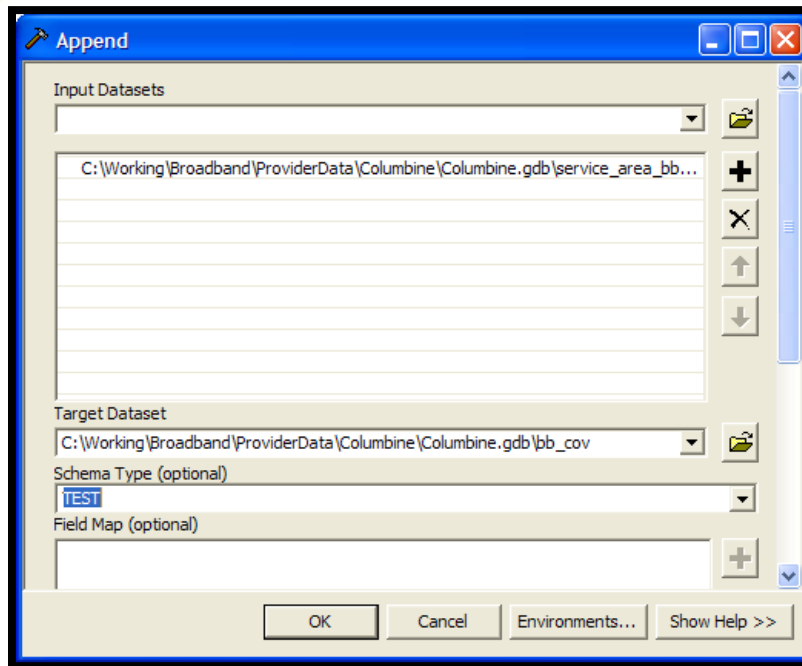 Append
Input Datasets
C:\Working\Broadband\ProviderData\Columbine\Columbine.gdb\service_area_bb...
Target Dataset
C:\Working\Broadband\ProviderData\Columbine\Columbine.gdb\bb_cov
Schema Type (optional)
TEST
Field Map (optional)
OK Cancel Environments... Show Help >>